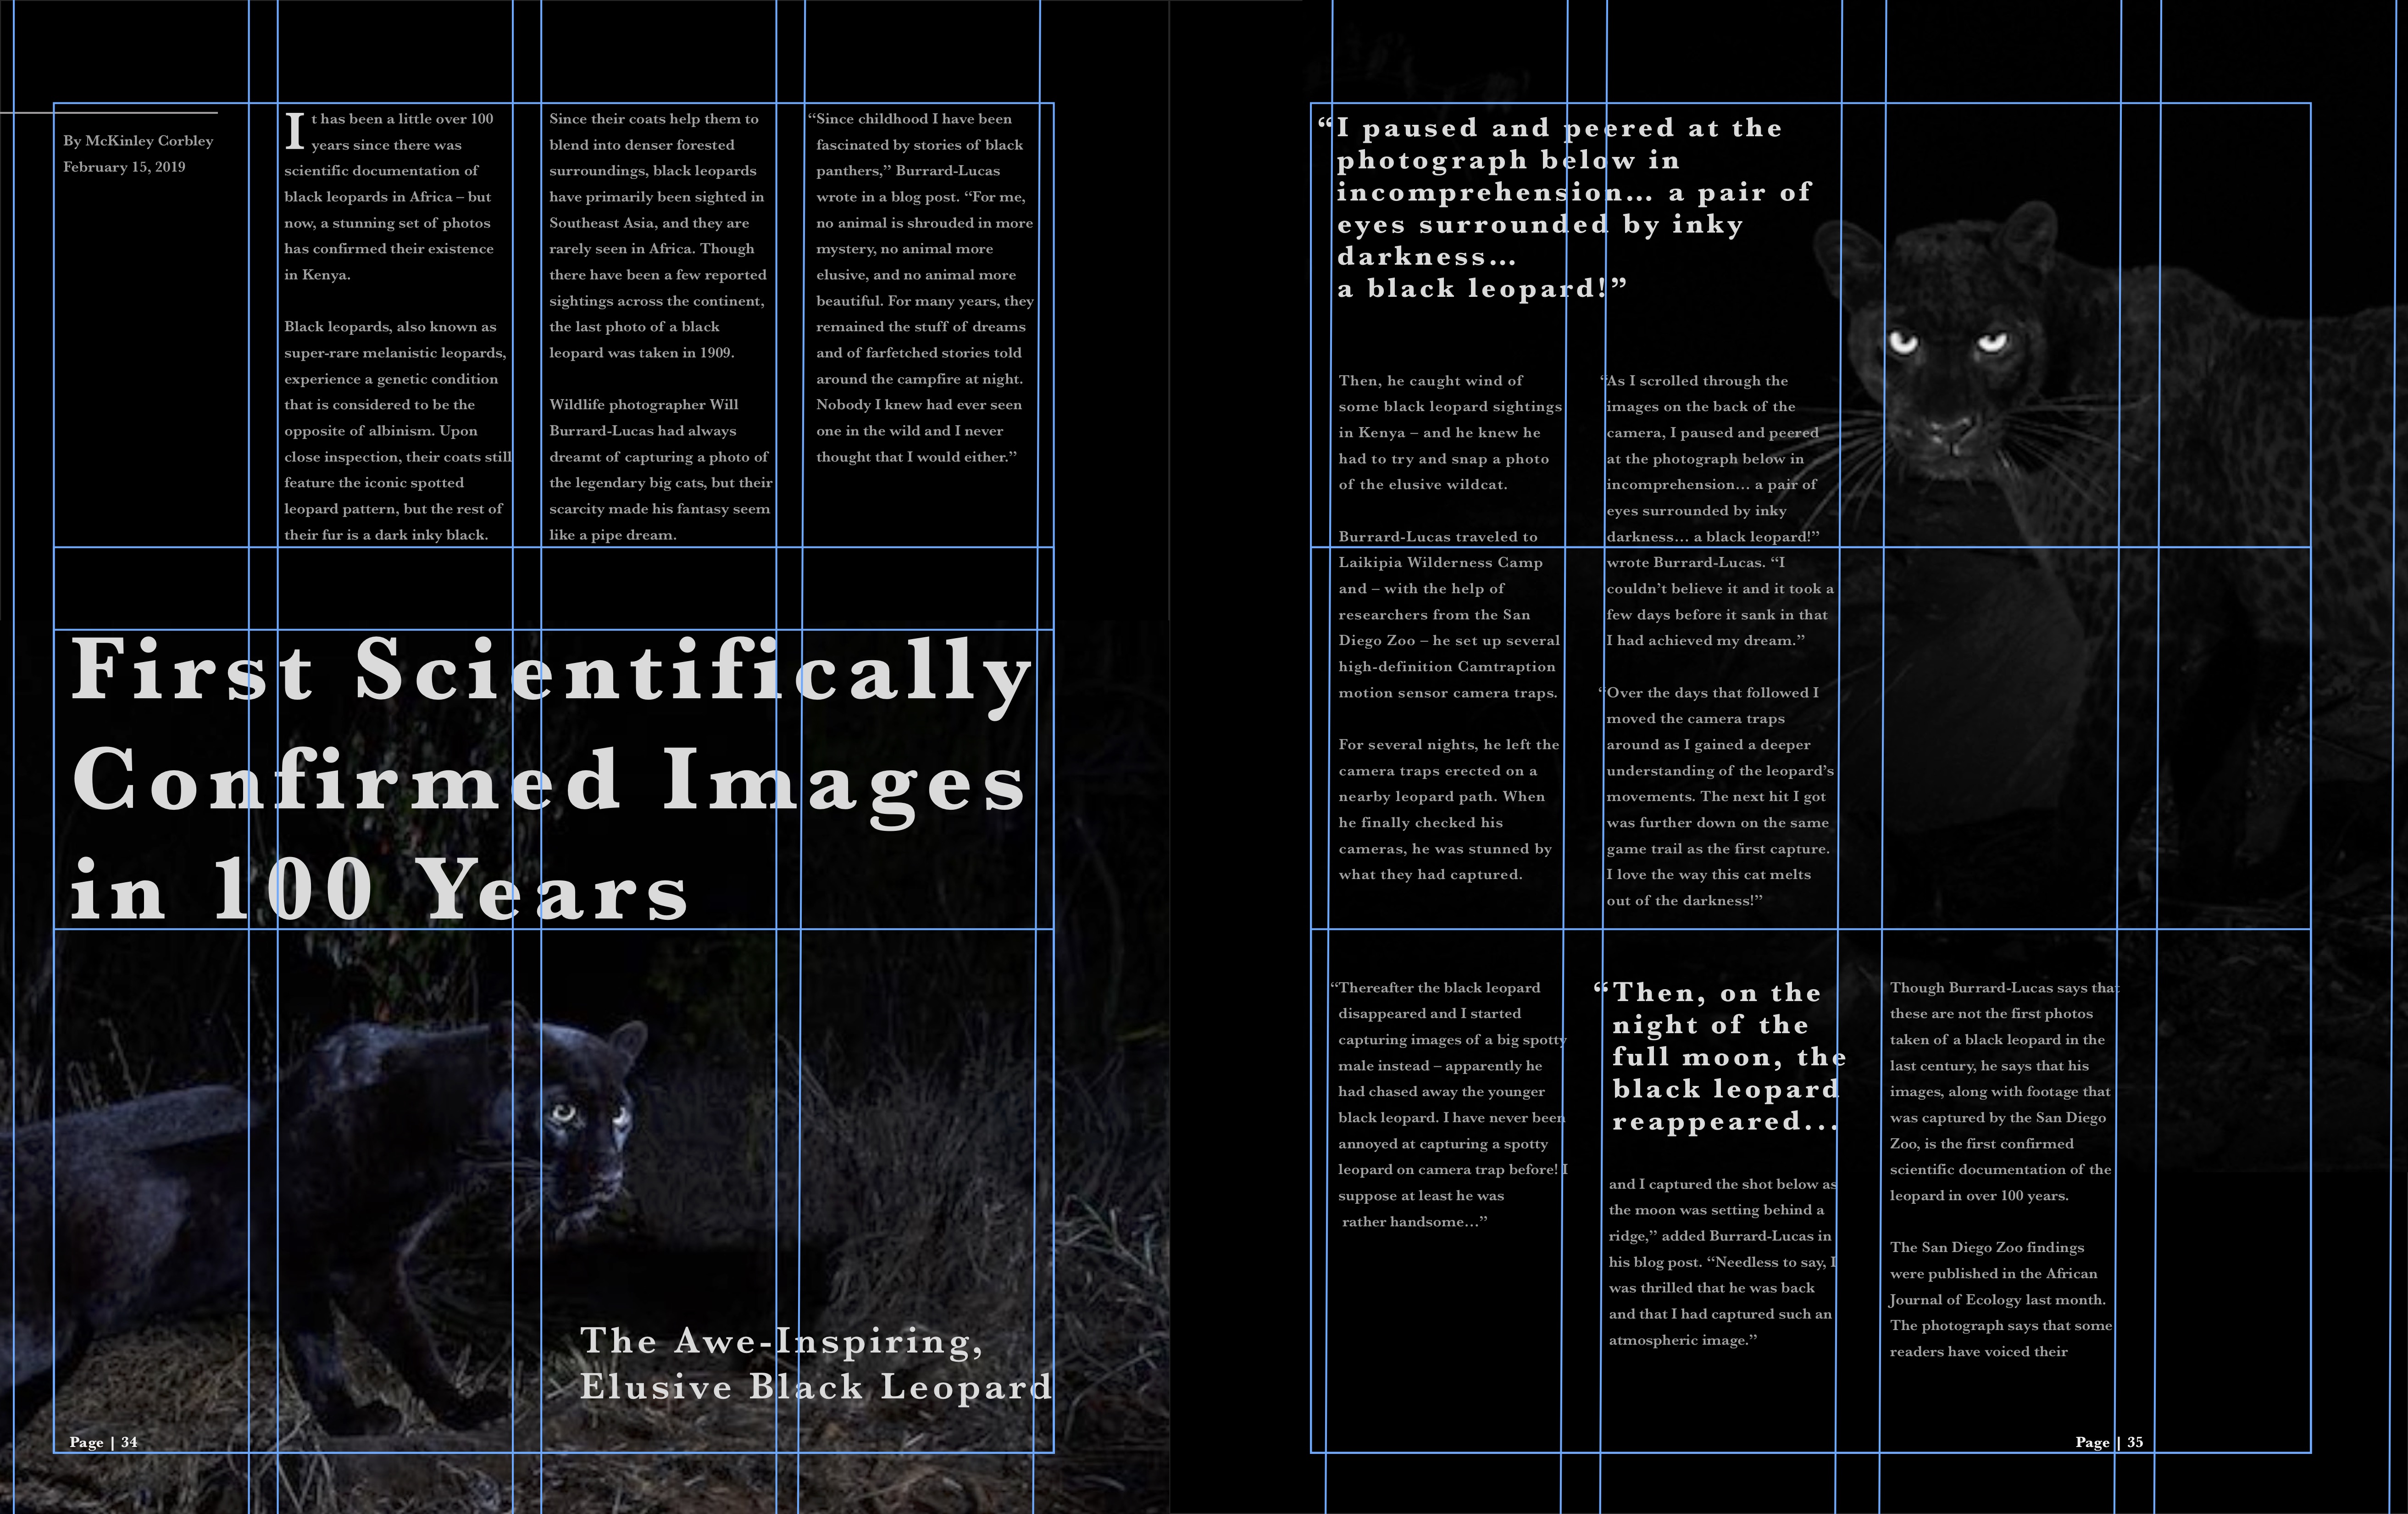 By McKinley Corbley
February 15, 2019
It has been a little over 100
years since there was
scientific documentation of
black leopards in Africa – but
now, a stunning set of photos
has confirmed their existence
in Kenya.
Black leopards, also known as
super-rare melanistic leopards,
experience a genetic condition
that is considered to be the
opposite of albinism. Upon
close inspection, their coats still
feature the iconic spotted
leopard pattern, but the rest of
their fur is a dark inky black.
Since their coats help them to
blend into denser forested
surroundings, black leopards
have primarily been sighted in
Southeast Asia, and they are
rarely seen in Africa. Though
there have been a few reported
sightings across the continent,
the last photo of a black
leopard was taken in 1909.
Wildlife photographer Will
Burrard-Lucas had always
dreamt of capturing a photo of
the legendary big cats, but their
scarcity made his fantasy seem
like a pipe dream.
“Since childhood I have been
fascinated by stories of black
panthers,” Burrard-Lucas
wrote in a blog post. “For me,
no animal is shrouded in more
mystery, no animal more
elusive, and no animal more
beautiful. For many years, they
remained the stuff of dreams
and of farfetched stories told
around the campfire at night.
Nobody I knew had ever seen
one in the wild and I never
thought that I would either.”
First Scientifically
Confirmed Images
in 100 Years
The Awe-Inspiring,
Elusive Black Leopard
Page | 34
“I paused and peered at the
photograph below in
incomprehension… a pair of
eyes surrounded by inky
darkness…
a black leopard!”
Then, he caught wind of
some black leopard sightings
in Kenya – and he knew he
had to try and snap a photo
of the elusive wildcat.
Burrard-Lucas traveled to
Laikipia Wilderness Camp
and – with the help of
researchers from the San
Diego Zoo – he set up several
high-definition Camtraption
motion sensor camera traps.
For several nights, he left the
camera traps erected on a
nearby leopard path. When
he finally checked his
cameras, he was stunned by
what they had captured.
“As I scrolled through the
images on the back of the
camera, I paused and peered
at the photograph below in
incomprehension… a pair of
eyes surrounded by inky
darkness… a black leopard!”
wrote Burrard-Lucas. “I
couldn’t believe it and it took a
few days before it sank in that
I had achieved my dream.”
“Over the days that followed I
moved the camera traps
around as I gained a deeper
understanding of the leopard’s
movements. The next hit I got
was further down on the same
game trail as the first capture.
I love the way this cat melts
out of the darkness!”
“Thereafter the black leopard
disappeared and I started
capturing images of a big spotty
male instead – apparently he
had chased away the younger
black leopard. I have never been
annoyed at capturing a spotty
leopard on camera trap before! I
suppose at least he was
rather handsome…”
“Then, on the
night of the
full moon, the
black leopard
reappeared...
and I captured the shot below as
the moon was setting behind a
ridge,” added Burrard-Lucas in
his blog post. “Needless to say, I
was thrilled that he was back
and that I had captured such an
atmospheric image.”
Though Burrard-Lucas says that
these are not the first photos
taken of a black leopard in the
last century, he says that his
images, along with footage that
was captured by the San Diego
Zoo, is the first confirmed
scientific documentation of the
leopard in over 100 years.
The San Diego Zoo findings
were published in the African
Journal of Ecology last month.
The photograph says that some
readers have voiced their
Page | 35